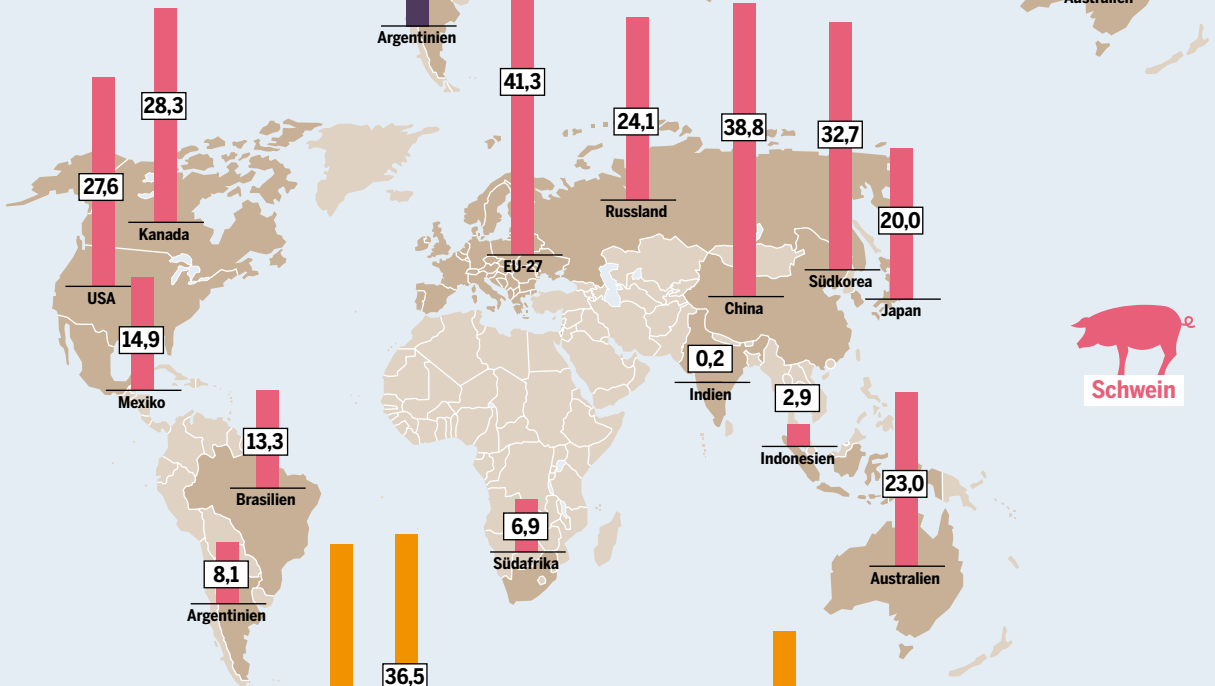 Australien
Argentinien
41,3
28,3
24,1
38,8
32,7
27,6
Russland
20,0
Kanada
EU-27
Südkorea
USA
China
Japan
14,9
0,2
Schwein
Indien
2,9
Mexiko
13,3
Indonesien
23,0
Brasilien
6,9
Südafrika
8,1
Australien
Argentinien
36,5